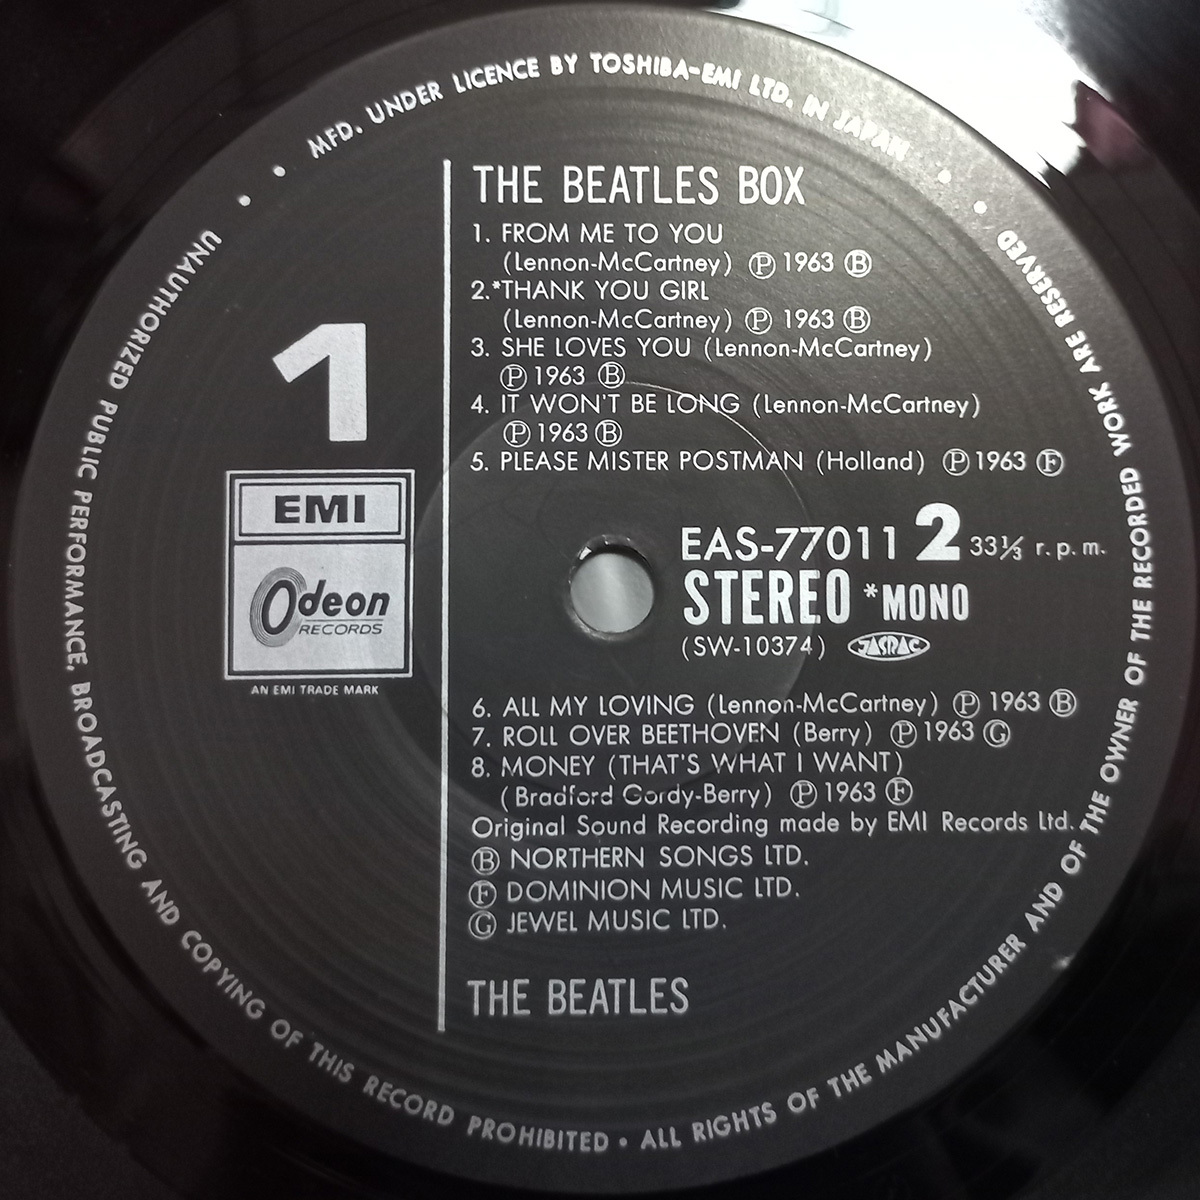 MFD. UNDER LICENCE BY TOSHIBA-EMI LTD. IN JAPAN
THE BEATLES BOX
1. FROM ME TO YOU
(Lennon-McCartney) Ⓟ 1963 Ⓑ
2.*THANK YOU GIRL
(Lennon-McCartney) Ⓟ 1963 Ⓑ
3. SHE LOVES YOU (Lennon-McCartney)
Ⓟ 1963 Ⓑ
4. IT WON'T BE LONG (Lennon-McCartney)
Ⓟ 1963 Ⓑ
5. PLEASE MISTER POSTMAN (Holland) Ⓟ 1963 Ⓕ
1
EMI
Odeon
RECORDS
AN EMI TRADE MARK
EAS-77011 2 33⅓ r.p.m.
STEREO *MONO
(SW-10374) JASRAC
6. ALL MY LOVING (Lennon-McCartney) Ⓟ 1963 Ⓑ
7. ROLL OVER BEETHOVEN (Berry) Ⓟ 1963 Ⓖ
8. MONEY (THAT'S WHAT I WANT)
(Bradford Gordy-Berry) Ⓟ 1963 Ⓕ
Original Sound Recording made by EMI Records Ltd.
Ⓑ NORTHERN SONGS LTD.
Ⓕ DOMINION MUSIC LTD.
Ⓖ JEWEL MUSIC LTD.
THE BEATLES
UNAUTHORIZED PUBLIC PERFORMANCE, BROADCASTING AND COPYING OF THIS RECORD PROHIBITED • ALL RIGHTS OF THE MANUFACTURER AND OF THE OWNER OF THE RECORDED WORK ARE RESERVED